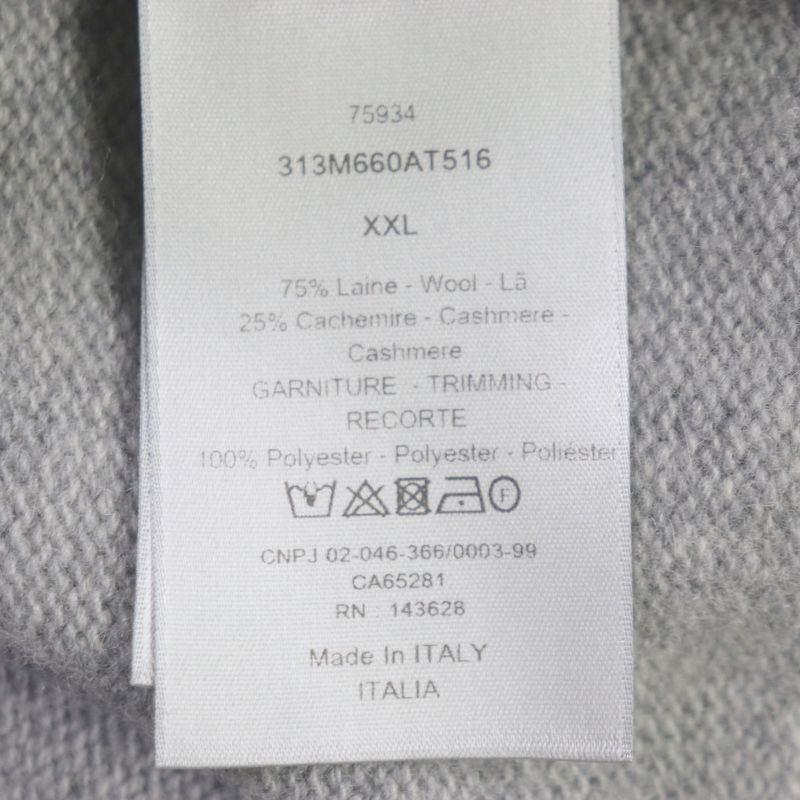 75934
313M660AT516
XXL
75% Laine - Wool - Lã
25% Cachemire - Cashmere -
Cashmere
GARNITURE - TRIMMING -
RECORTE
100% Polyester - Polyester - Poliéster
F
CNPJ 02-046-366/0003-99
CA65281
RN : 143628
Made In ITALY
ITALIA